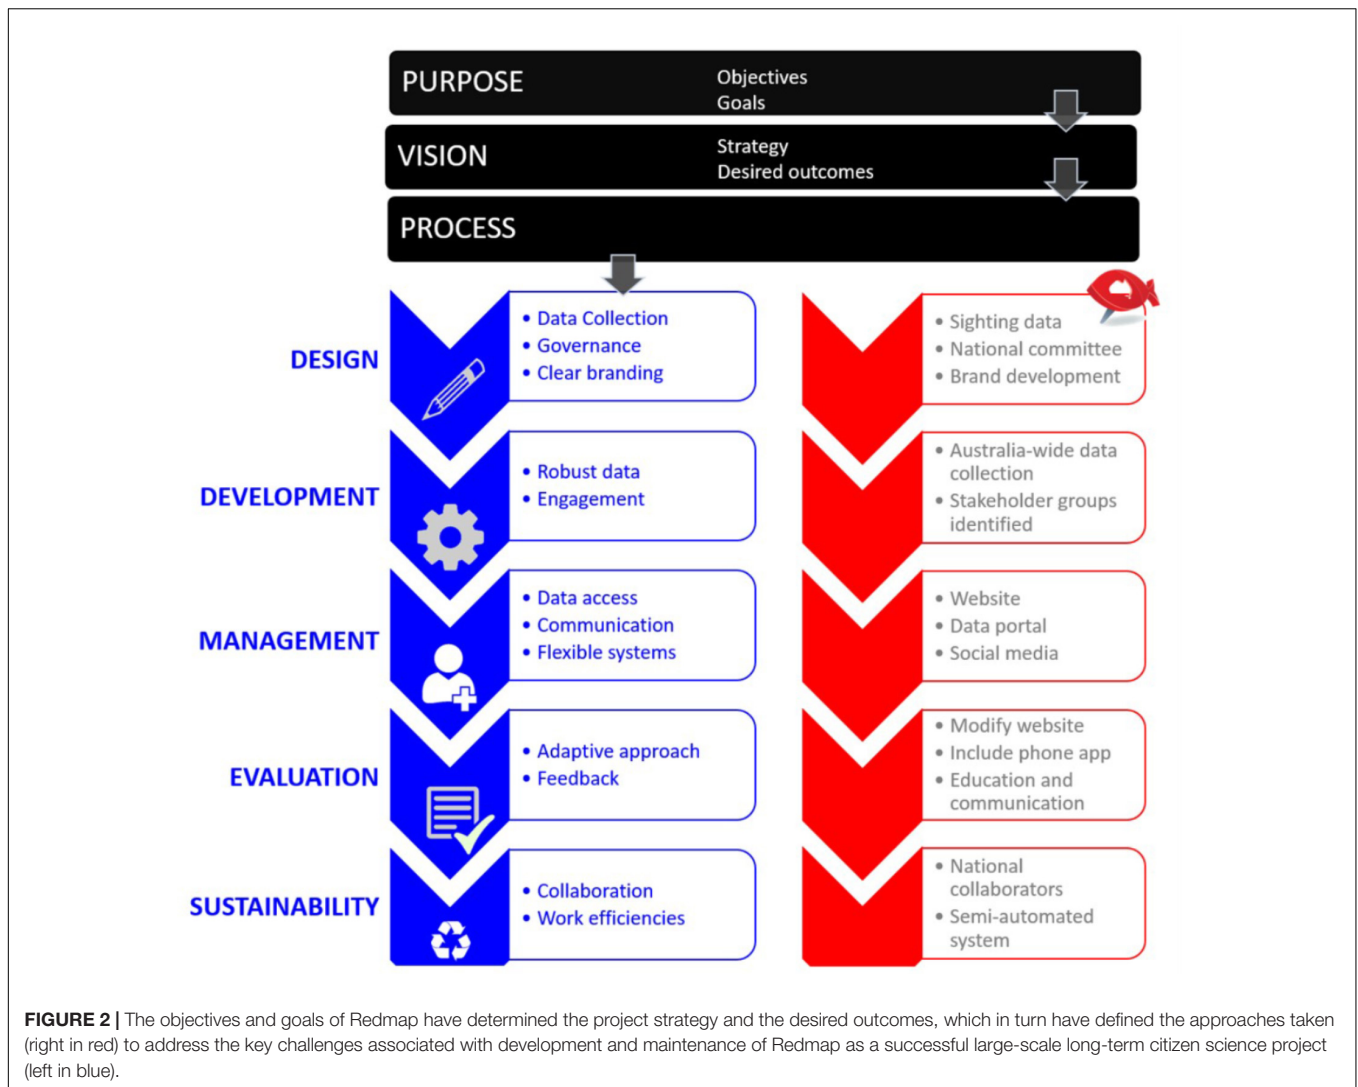 PURPOSE
Objectives
Goals
VISION
Strategy
Desired outcomes
PROCESS
DESIGN
• Data Collection
• Governance
• Clear branding
• Sighting data
• National committee
• Brand development
DEVELOPMENT
• Robust data
• Engagement
• Australia-wide data
collection
• Stakeholder groups
identified
MANAGEMENT
• Data access
• Communication
• Flexible systems
• Website
• Data portal
• Social media
EVALUATION
• Adaptive approach
• Feedback
• Modify website
• Include phone app
• Education and
communication
SUSTAINABILITY
• Collaboration
• Work efficiencies
• National
collaborators
• Semi-automated
system
FIGURE 2 | The objectives and goals of Redmap have determined the project strategy and the desired outcomes, which in turn have defined the approaches taken
(right in red) to address the key challenges associated with development and maintenance of Redmap as a successful large-scale long-term citizen science project
(left in blue).